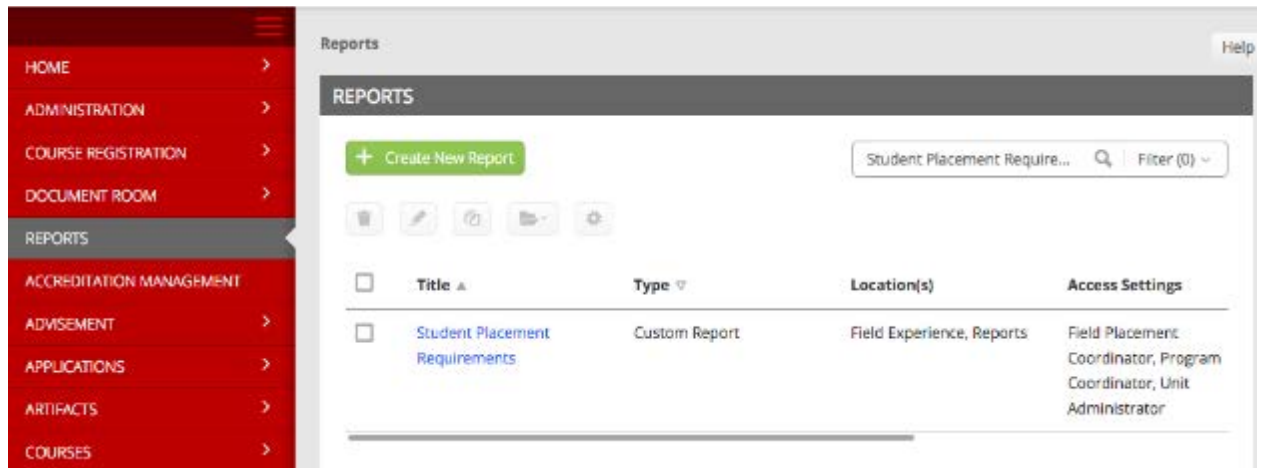 HOME
ADMINISTRATION
COURSE REGISTRATION
DOCUMENT ROOM
REPORTS
ACCREDITATION MANAGEMENT
ADVISEMENT
APPLICATIONS
ARTIFACTS
COURSES
Reports
Help
REPORTS
+ Create New Report
Student Placement Require...
Filter (0)
Title
Type
Location(s)
Access Settings
Student Placement
Requirements
Custom Report
Field Experience, Reports
Field Placement
Coordinator, Program
Coordinator, Unit
Administrator